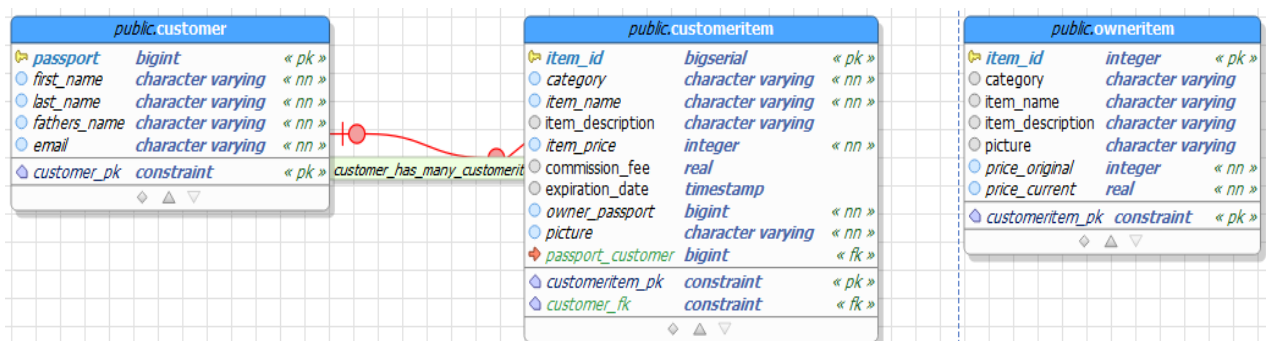 public.customer
passport bigint « pk »
first_name character varying « nn »
last_name character varying « nn »
fathers_name character varying « nn »
email character varying « nn »
customer_pk constraint « pk »
customer_has_many_customerit
public.customeritem
item_id bigserial « pk »
category character varying « nn »
item_name character varying « nn »
item_description character varying
item_price integer « nn »
commission_fee real
expiration_date timestamp
owner_passport bigint « nn »
picture character varying « nn »
passport_customer bigint « fk »
customeritem_pk constraint « pk »
customer_fk constraint « fk »
public.owneritem
item_id integer « pk »
category character varying
item_name character varying
item_description character varying
picture character varying
price_original integer « nn »
price_current real « nn »
customeritem_pk constraint « pk »